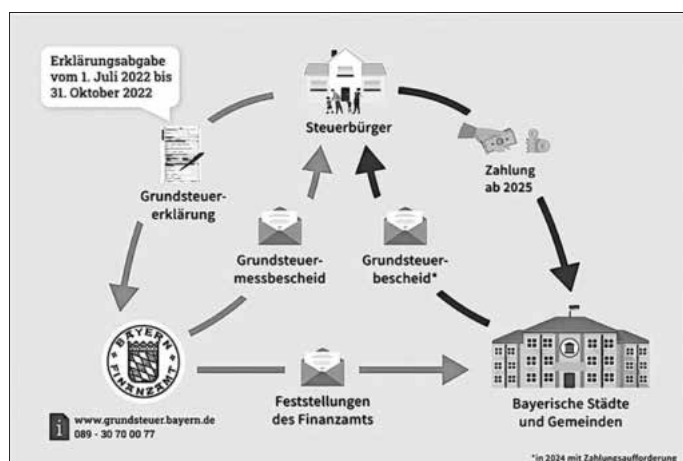 Erklärungsabgabe
vom 1. Juli 2022 bis
31. Oktober 2022
Steuerbürger
Grundsteuer-
erklärung
Zahlung
ab 2025
Grundsteuer-
messbescheid
Grundsteuer-
bescheid*
BAYERN
FINANZAMT
Feststellungen
des Finanzamts
Bayerische Städte
und Gemeinden
i www.grundsteuer.bayern.de
089 - 30 70 00 77
*in 2024 mit Zahlungsaufforderung